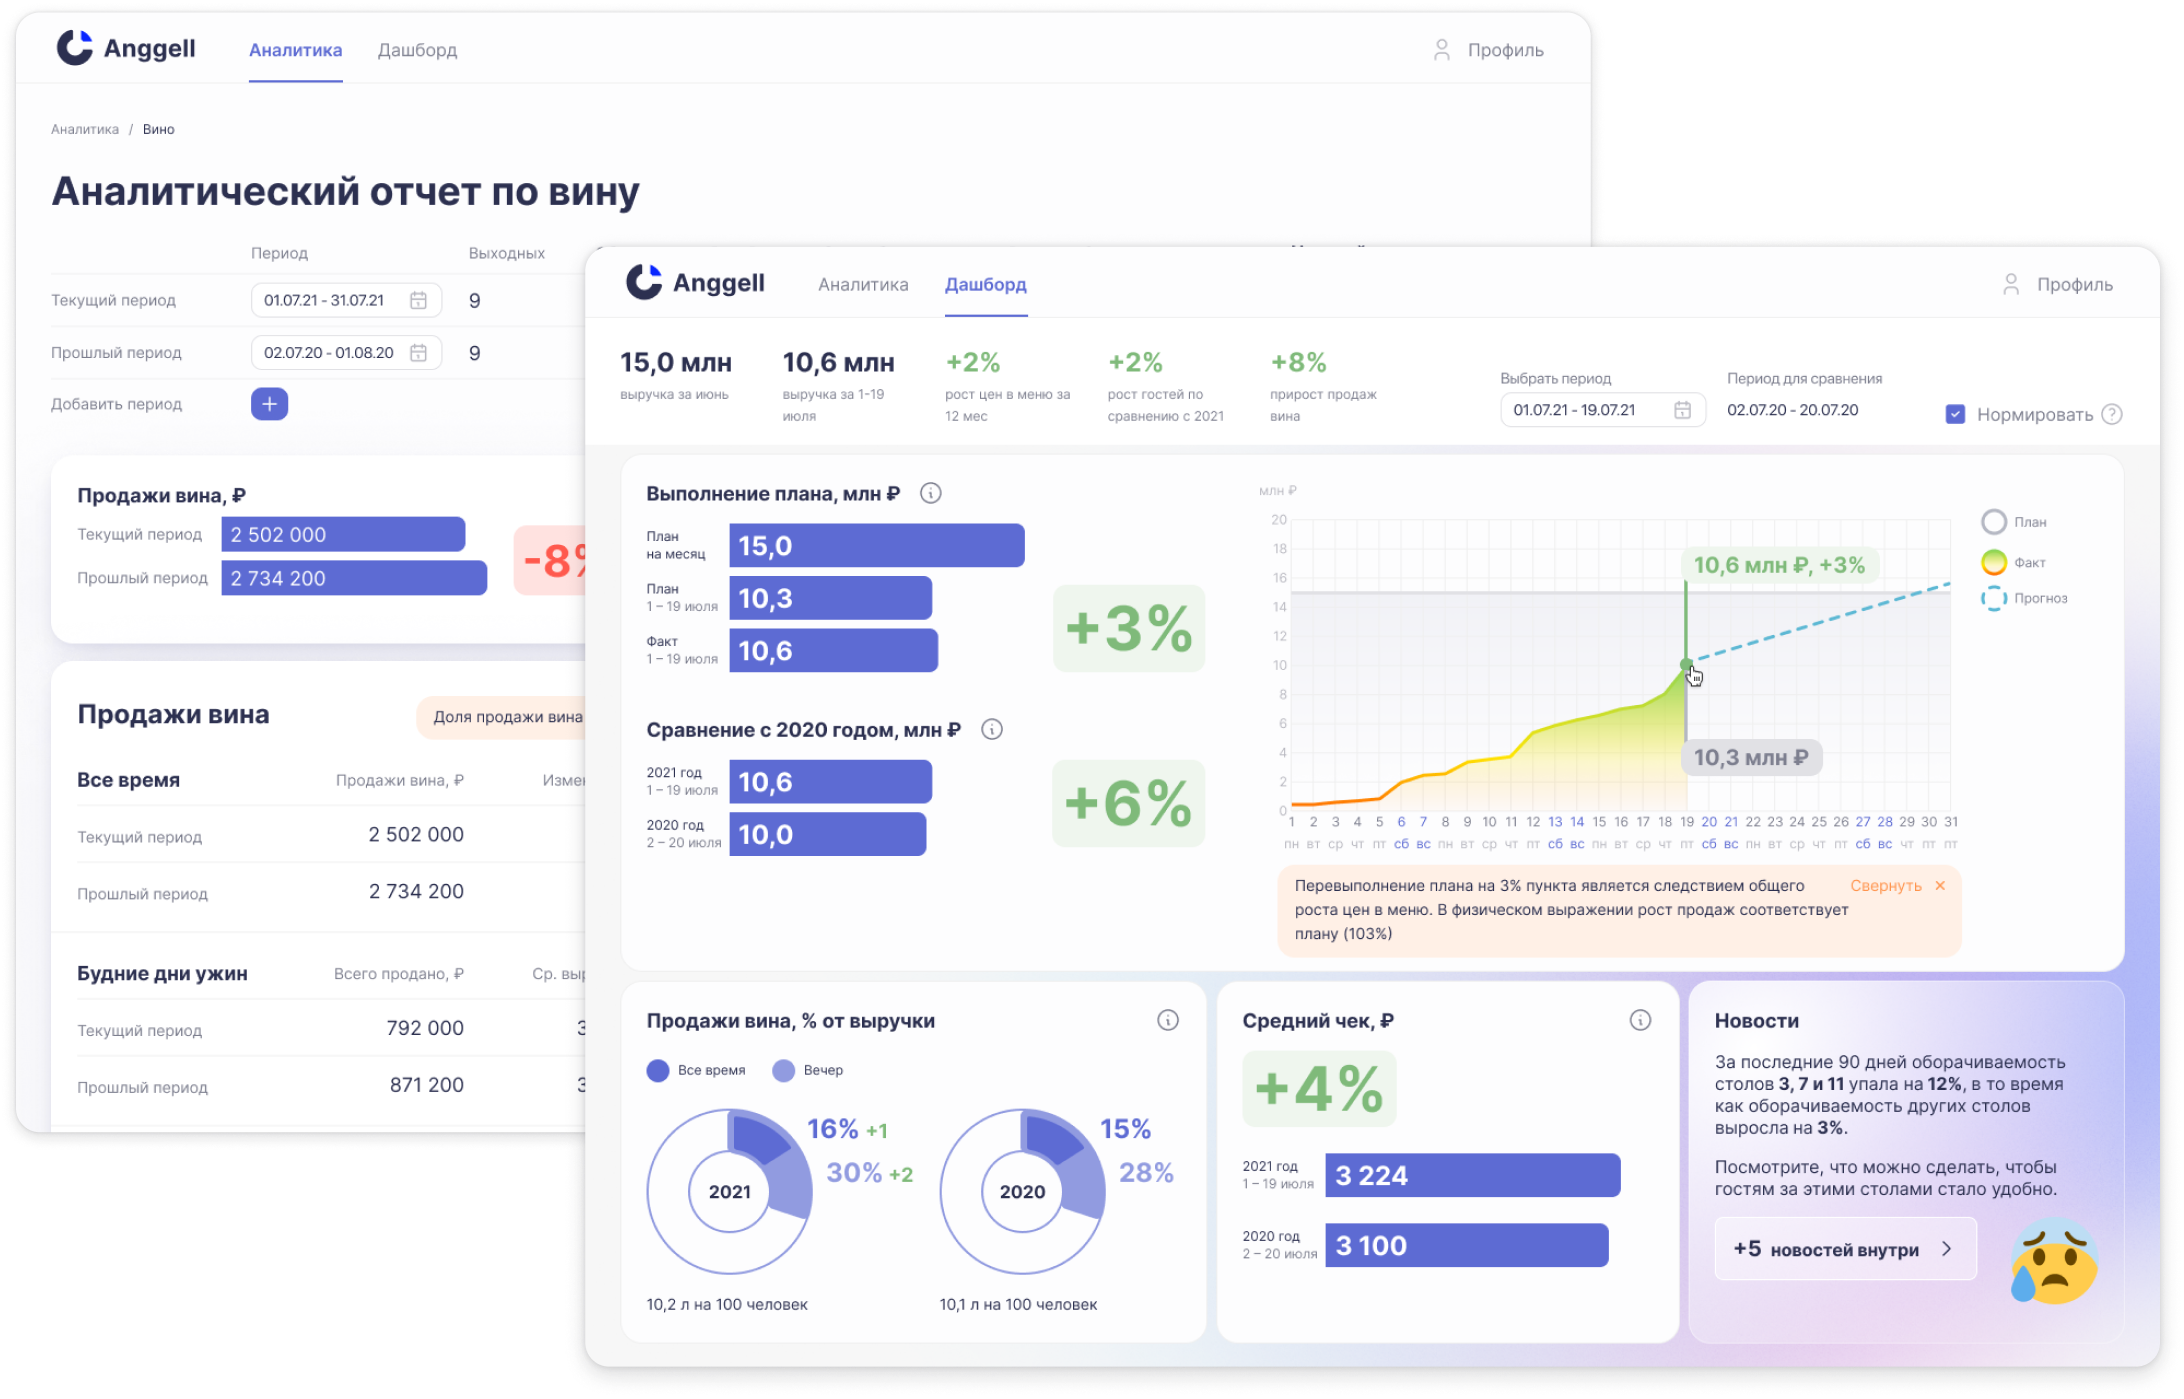 Anggell
Аналитика
Дашборд
Профиль
Аналитика / Вино
Аналитический отчет по вину
Период
Выходных
Текущий период
01.07.21 - 31.07.21
9
Прошлый период
02.07.20 - 01.08.20
9
Добавить период
+
Продажи вина, ₽
Текущий период
2 502 000
Прошлый период
2 734 200
-8%
Продажи вина
Доля продажи вина
Все время
Продажи вина, ₽
Текущий период
2 502 000
Прошлый период
2 734 200
Будние дни ужин
Всего продано, ₽
Ср.
Текущий период
792 000
3
Прошлый период
871 200
3
Anggell
Аналитика
Дашборд
Профиль
15,0 млн
выручка за июнь
10,6 млн
выручка за 1-19
июля
+2%
рост цен в меню за
12 мес
+2%
рост гостей по
сравнению с 2021
+8%
прирост продаж
вина
Выбрать период
01.07.21 - 19.07.21
Период для сравнения
02.07.20 - 20.07.20
Нормировать ?
Выполнение плана, млн ₽
План
на месяц
15,0
План
1 – 19 июля
10,3
Факт
1 – 19 июля
10,6
+3%
Сравнение с 2020 годом, млн ₽
2021 год
1 – 19 июля
10,6
2020 год
2 – 20 июля
10,0
+6%
млн ₽
20
18
16
14
12
10
8
6
4
2
0
10,6 млн ₽, +3%
10,3 млн ₽
План
Факт
Прогноз
1 2 3 4 5 6 7 8 9 10 11 12 13 14 15 16 17 18 19 20 21 22 23 24 25 26 27 28 29 30 31
пн вт ср чт пт сб вс пн вт ср чт пт сб вс пн вт ср чт пт сб вс пн вт ср чт пт сб вс чт пт пт
Перевыполнение плана на 3% пункта является следствием общего
роста цен в меню. В физическом выражении рост продаж соответствует
плану (103%)
Свернуть ×
Продажи вина, % от выручки
Все время
Вечер
2021
16% +1
30% +2
10,2 л на 100 человек
2020
15%
28%
10,1 л на 100 человек
Средний чек, ₽
+4%
2021 год
1 – 19 июля
3 224
2020 год
2 – 20 июля
3 100
Новости
За последние 90 дней оборачиваемость
столов 3, 7 и 11 упала на 12%, в то время
как оборачиваемость других столов
выросла на 3%.
Посмотрите, что можно сделать, чтобы
гостям за этими столами стало удобно.
+5 новостей внутри